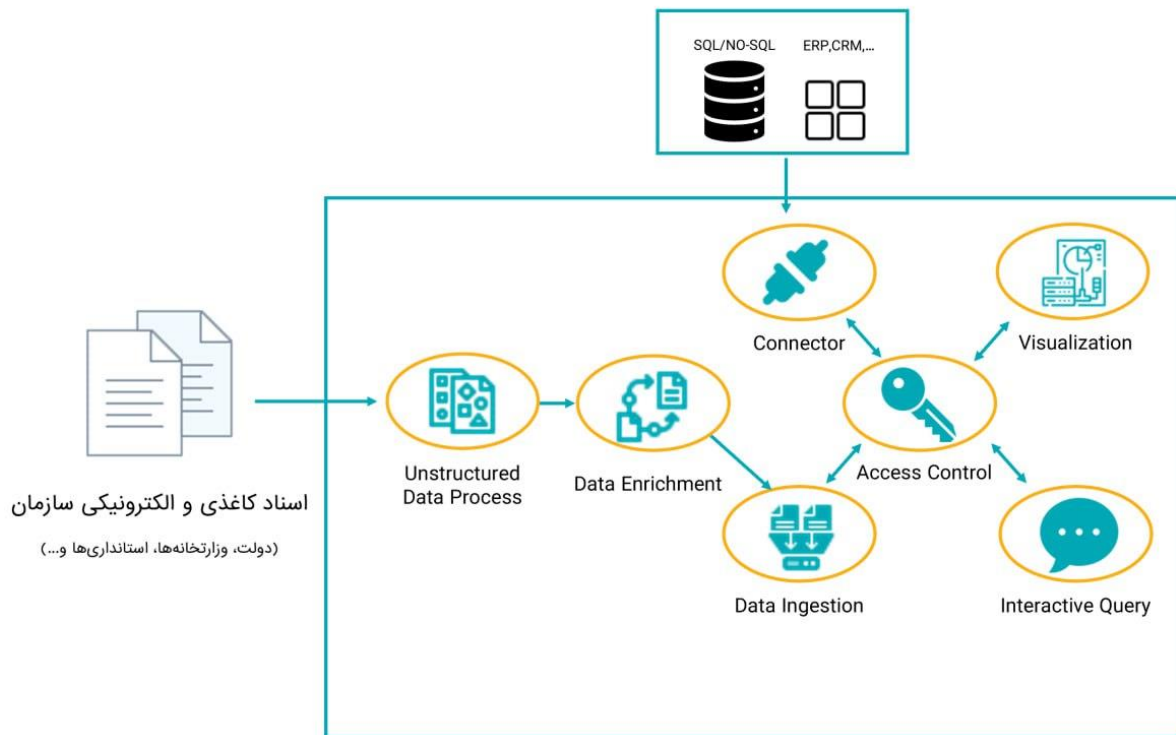 SQL/NO-SQL
ERP,CRM,...
Connector
Visualization
Unstructured
Data Process
Data Enrichment
Access Control
Data Ingestion
Interactive Query
اسناد کاغذی و الکترونیکی سازمان
(دولت، وزارتخانه‌ها، استانداری‌ها و...)